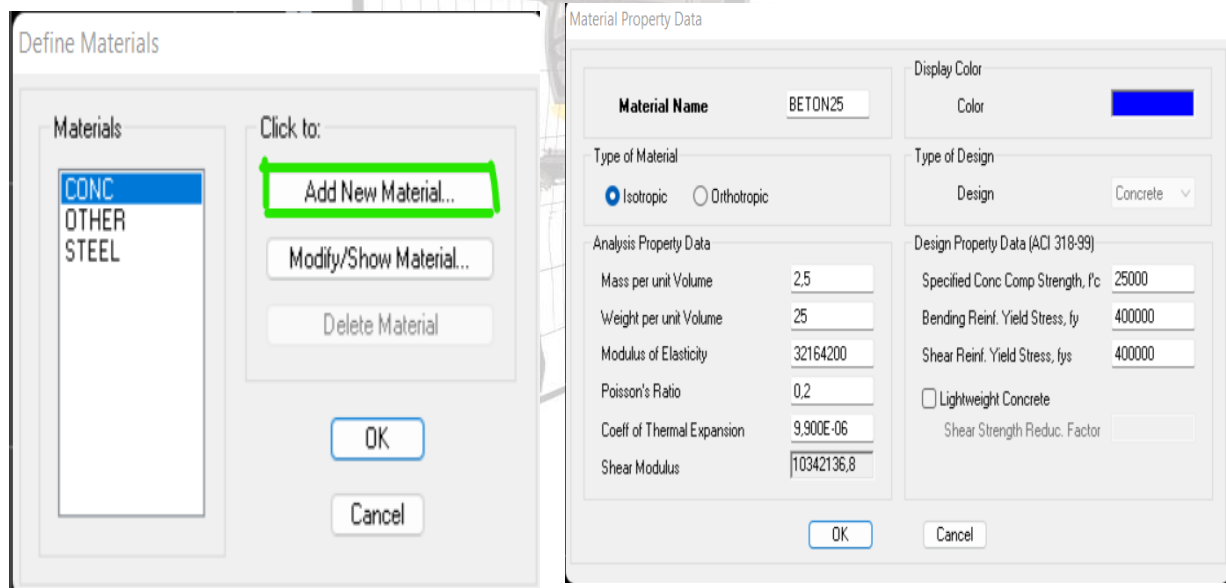 Define Materials
Materials
CONC
OTHER
STEEL
Click to:
Add New Material...
Modify/Show Material...
Delete Material
OK
Cancel
Material Property Data
Material Name BETON25
Display Color
Color
Type of Material
Isotropic Orthotropic
Type of Design
Design Concrete
Analysis Property Data
Mass per unit Volume 2,5
Weight per unit Volume 25
Modulus of Elasticity 32164200
Poisson's Ratio 0,2
Coeff of Thermal Expansion 9,900E-06
Shear Modulus 10342136,8
Design Property Data (ACI 318-99)
Specified Conc Comp Strength, f'c 25000
Bending Reinf. Yield Stress, fy 400000
Shear Reinf. Yield Stress, fys 400000
Lightweight Concrete
Shear Strength Reduc. Factor
OK
Cancel